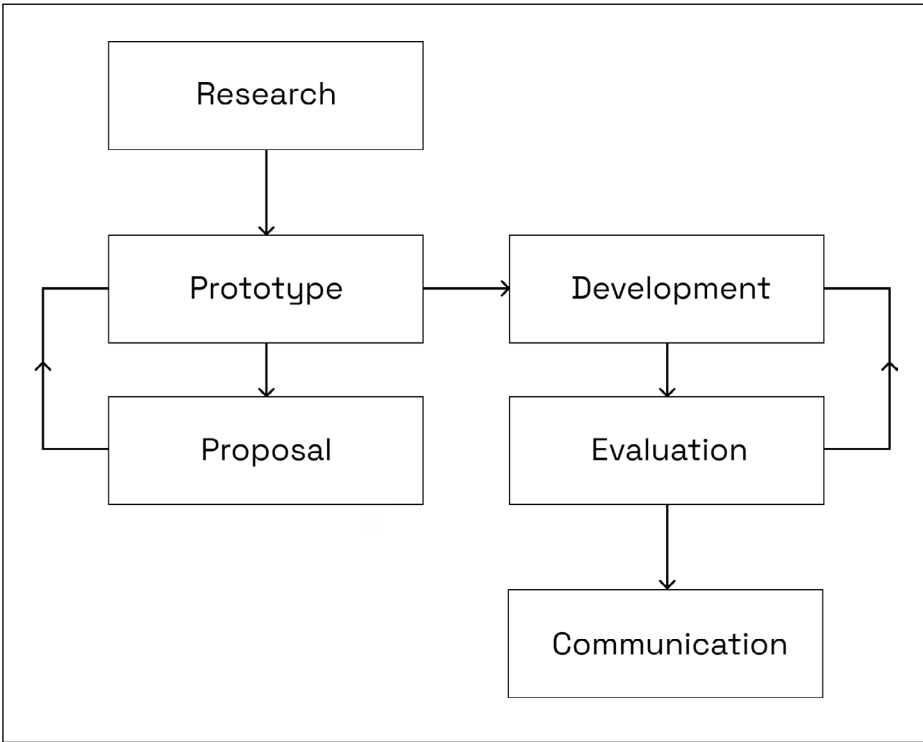 Research
Prototype
Development
Proposal
Evaluation
Communication